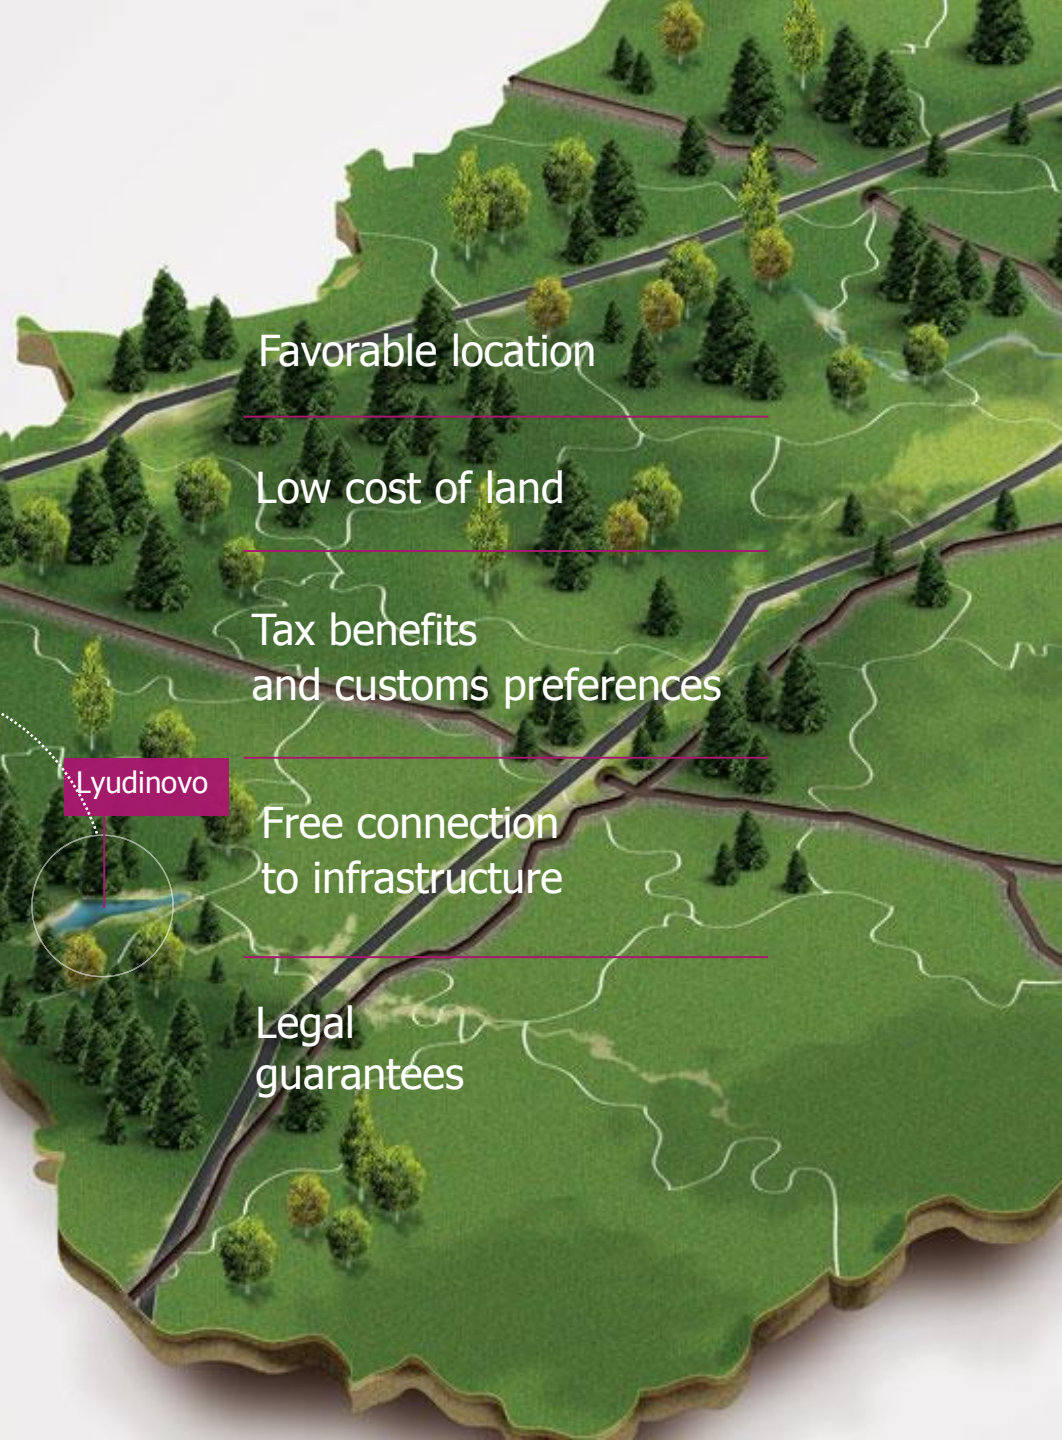 Favorable location
Low cost of land
Tax benefits
and customs preferences
Lyudinovo
Free connection
to infrastructure
Legal
guarantees